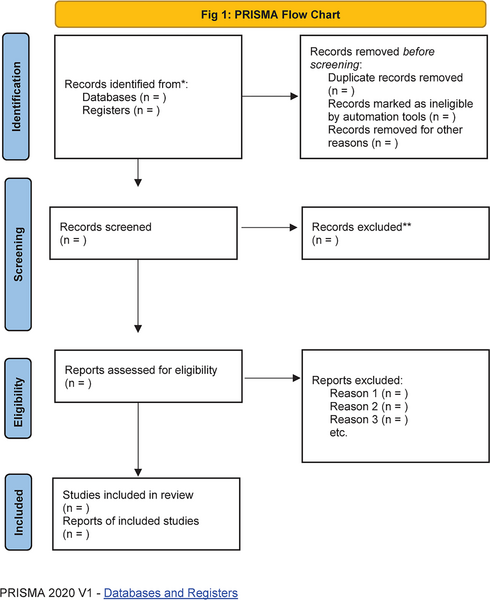 Fig 1: PRISMA Flow Chart
Identification
Records identified from*:
Databases (n = )
Registers (n = )
Records removed before
screening:
Duplicate records removed
(n = )
Records marked as ineligible
by automation tools (n = )
Records removed for other
reasons (n = )
Screening
Records screened
(n = )
Records excluded**
(n = )
Eligibility
Reports assessed for eligibility
(n = )
Reports excluded:
Reason 1 (n = )
Reason 2 (n = )
Reason 3 (n = )
etc.
Included
Studies included in review
(n = )
Reports of included studies
(n = )
PRISMA 2020 V1 - Databases and Registers